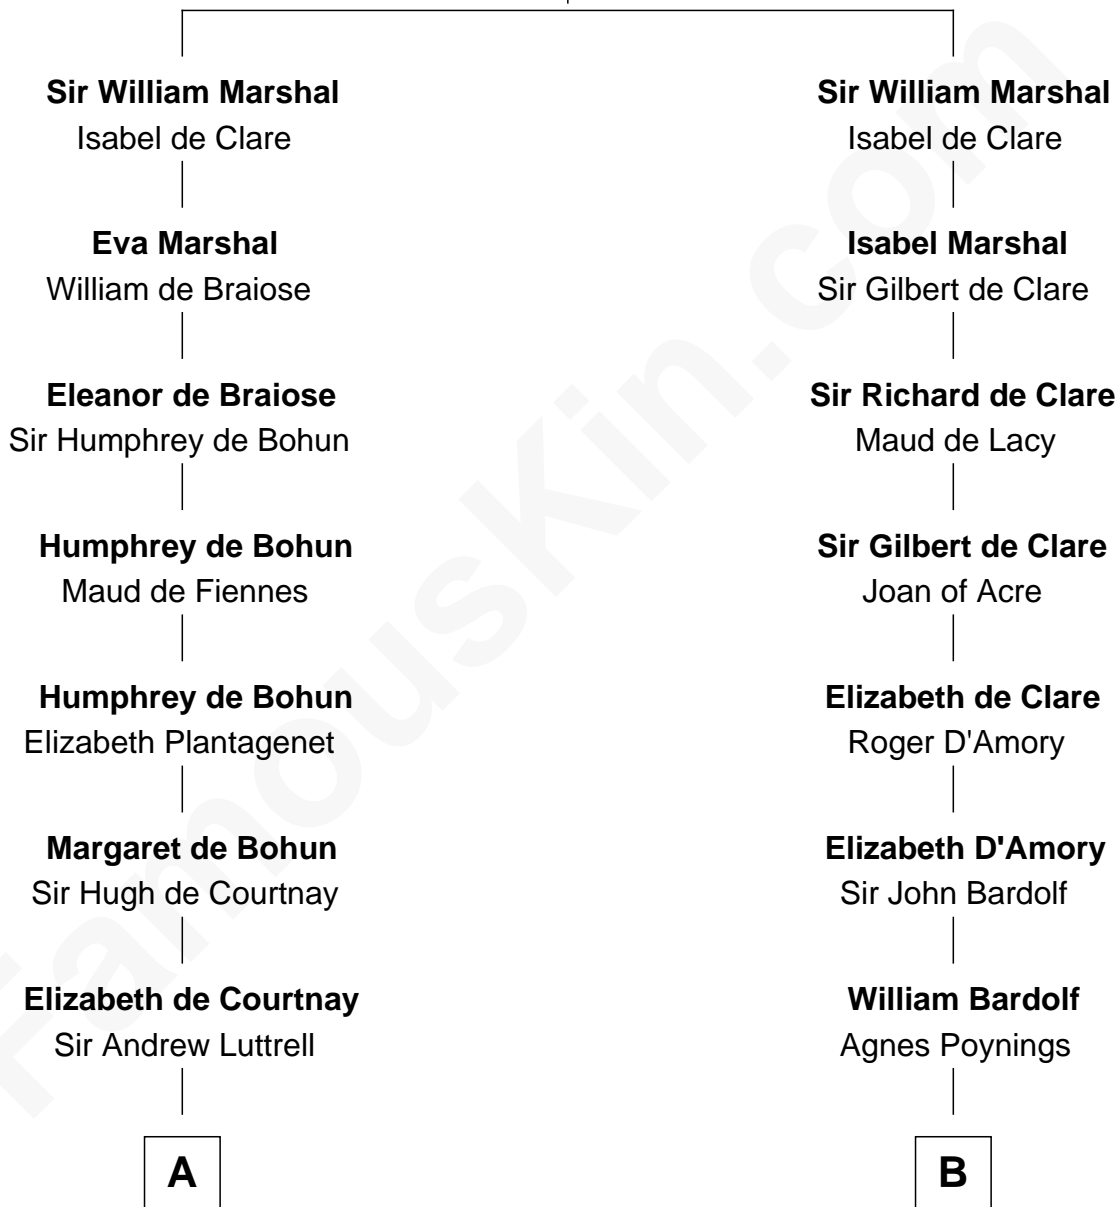 Sir William Marshal
Isabel de Clare
Eva Marshal
William de Braiose
Eleanor de Braiose
Sir Humphrey de Bohun
Humphrey de Bohun
Maud de Fiennes
Humphrey de Bohun
Elizabeth Plantagenet
Margaret de Bohun
Sir Hugh de Courtnay
Elizabeth de Courtnay
Sir Andrew Luttrell
A
Sir William Marshal
Isabel de Clare
Isabel Marshal
Sir Gilbert de Clare
Sir Richard de Clare
Maud de Lacy
Sir Gilbert de Clare
Joan of Acre
Elizabeth de Clare
Roger D'Amory
Elizabeth D'Amory
Sir John Bardolf
William Bardolf
Agnes Poynings
B
FamousKin.com